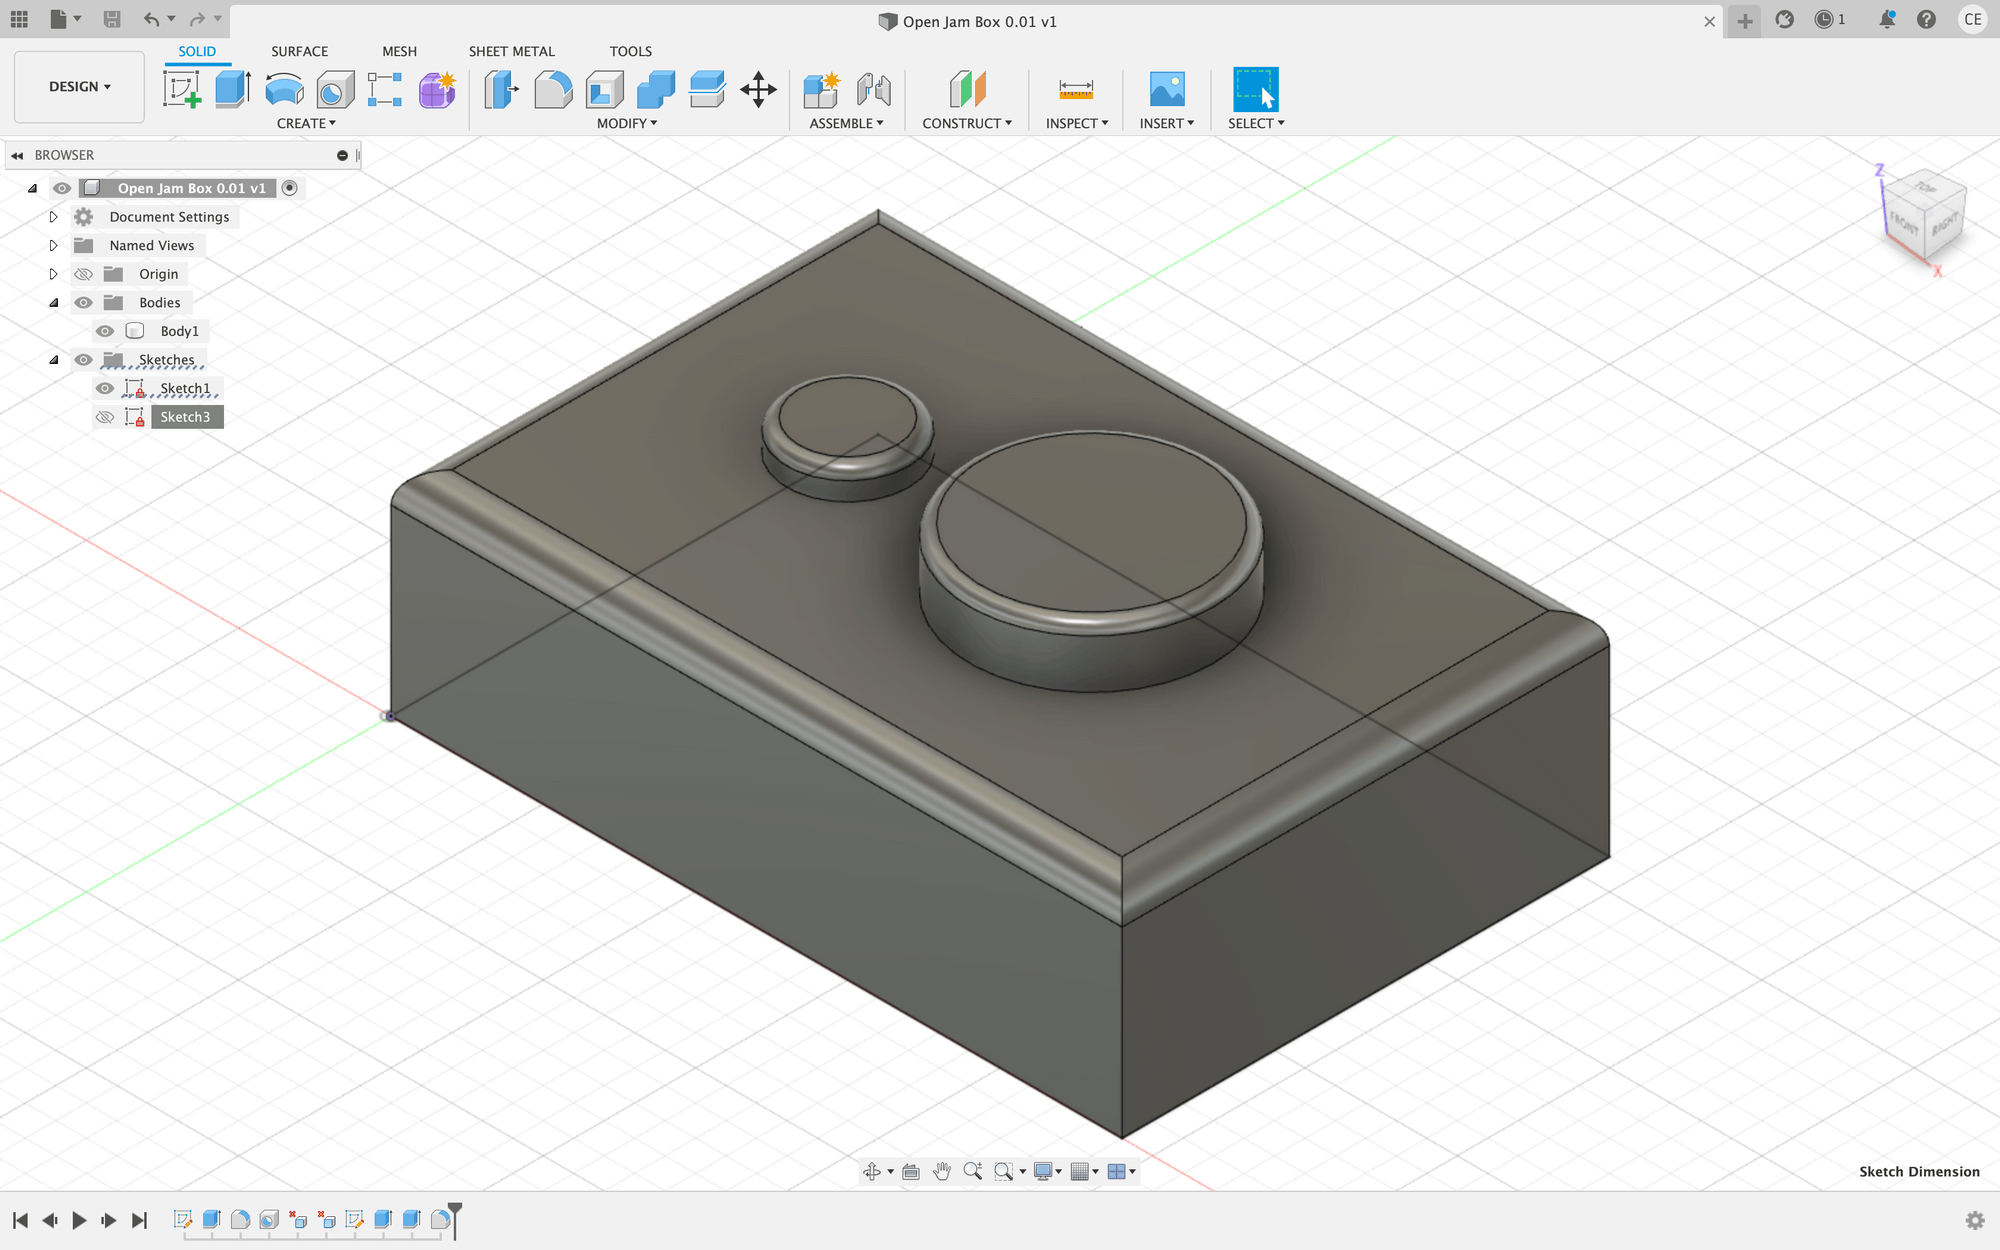 Open Jam Box 0.01 v1
1
CE
DESIGN
SOLID
SURFACE
MESH
SHEET METAL
TOOLS
CREATE
MODIFY
ASSEMBLE
CONSTRUCT
INSPECT
INSERT
SELECT
BROWSER
Open Jam Box 0.01 v1
Document Settings
Named Views
Origin
Bodies
Body1
Sketches
Sketch1
Sketch3
Z
TOP
FRONT
RIGHT
X
Sketch Dimension